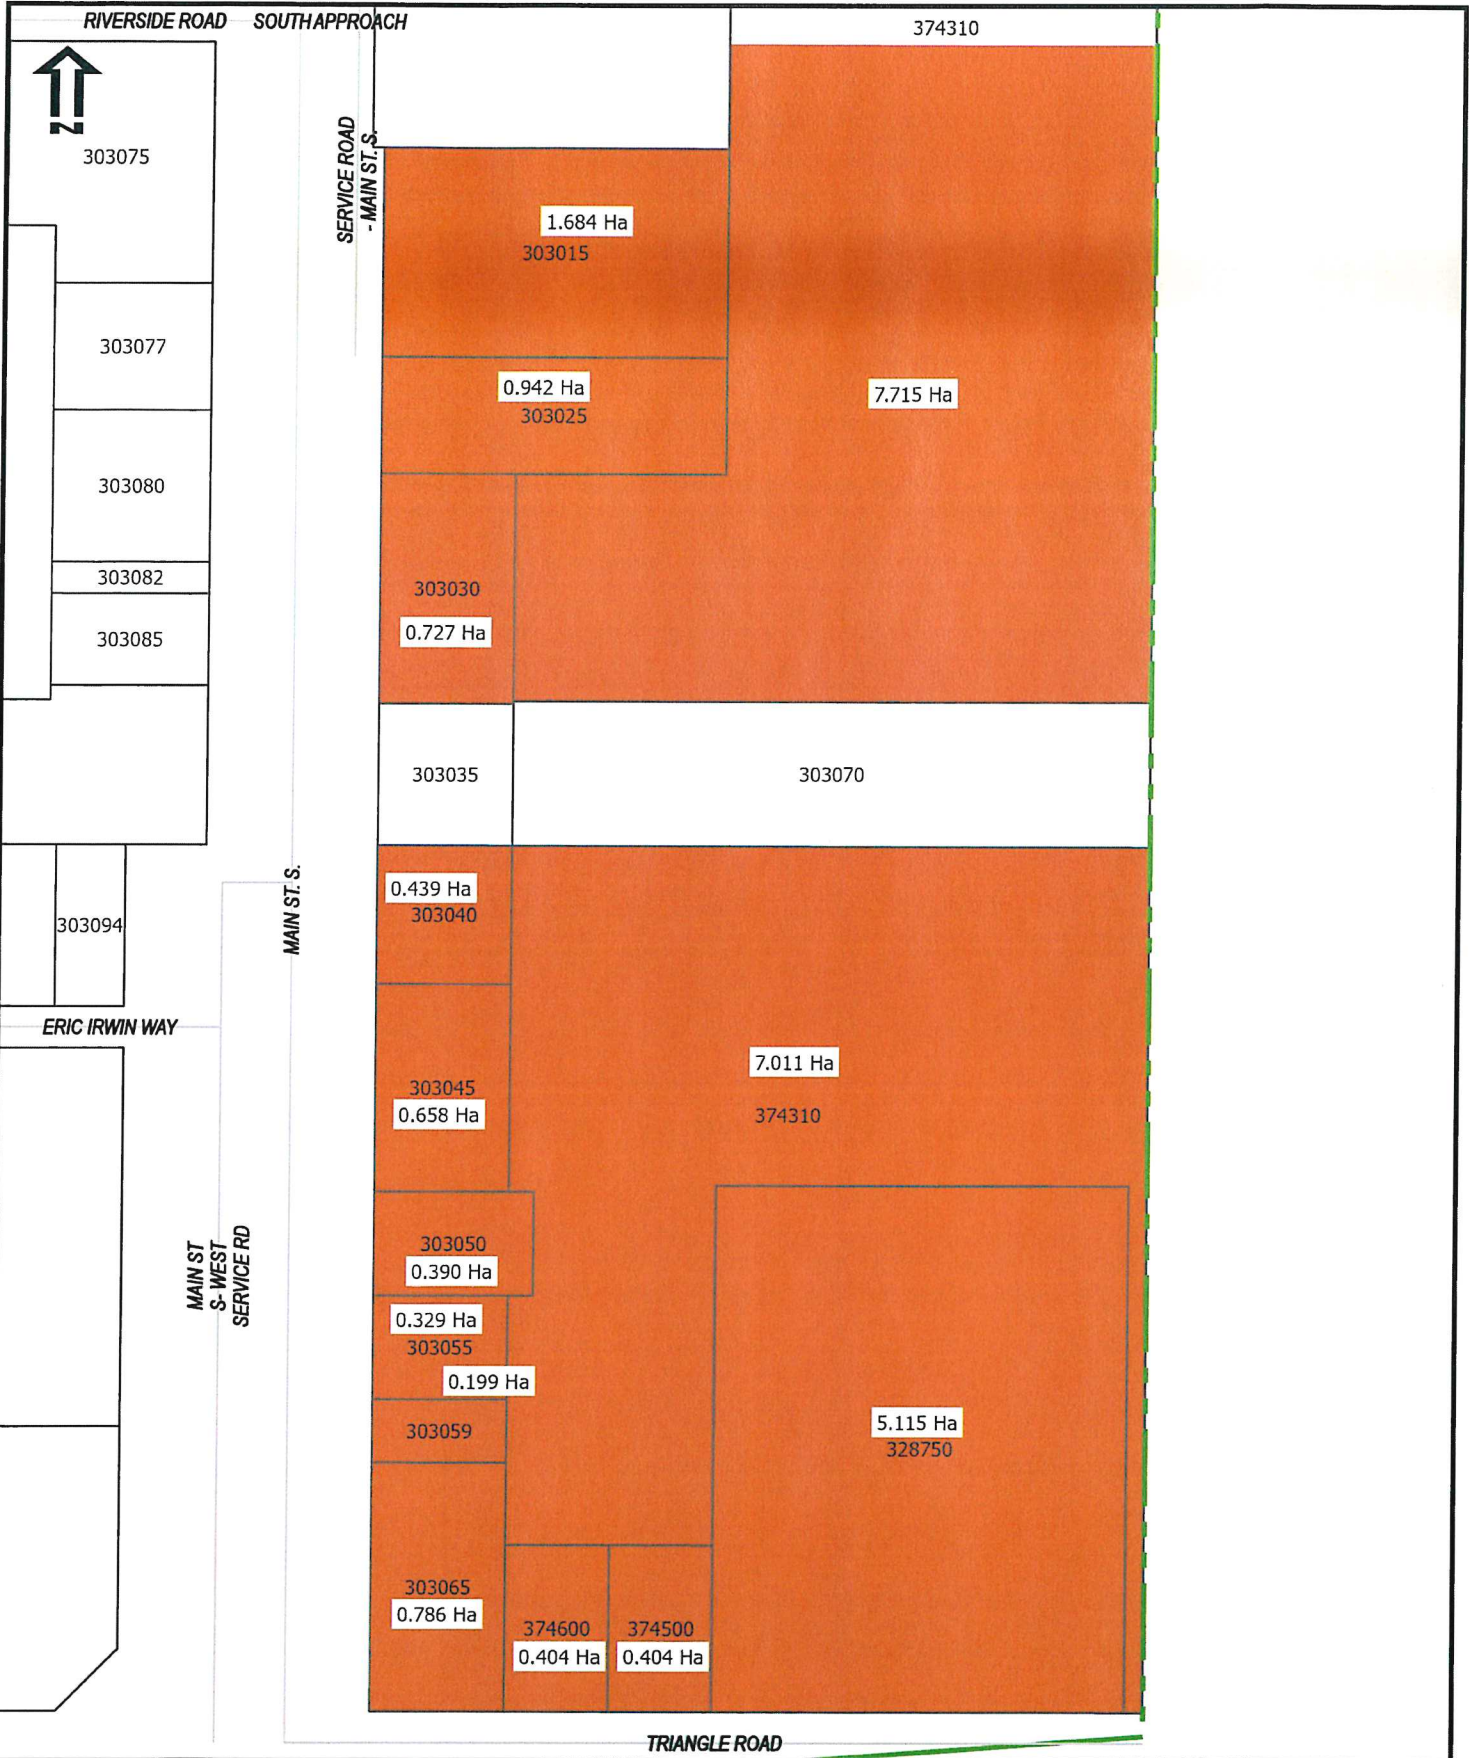 RIVERSIDE ROAD SOUTH APPROACH
374310
N
303075
SERVICE ROAD
- MAIN ST. S.
1.684 Ha
303015
303077
0.942 Ha
303025
7.715 Ha
303080
303082
303030
303085
0.727 Ha
303035
303070
0.439 Ha
303040
MAIN ST. S.
303094
ERIC IRWIN WAY
7.011 Ha
303045
0.658 Ha
374310
303050
0.390 Ha
MAIN ST
S- WEST
SERVICE RD
0.329 Ha
303055
0.199 Ha
303059
5.115 Ha
328750
303065
0.786 Ha
374600
0.404 Ha
374500
0.404 Ha
TRIANGLE ROAD